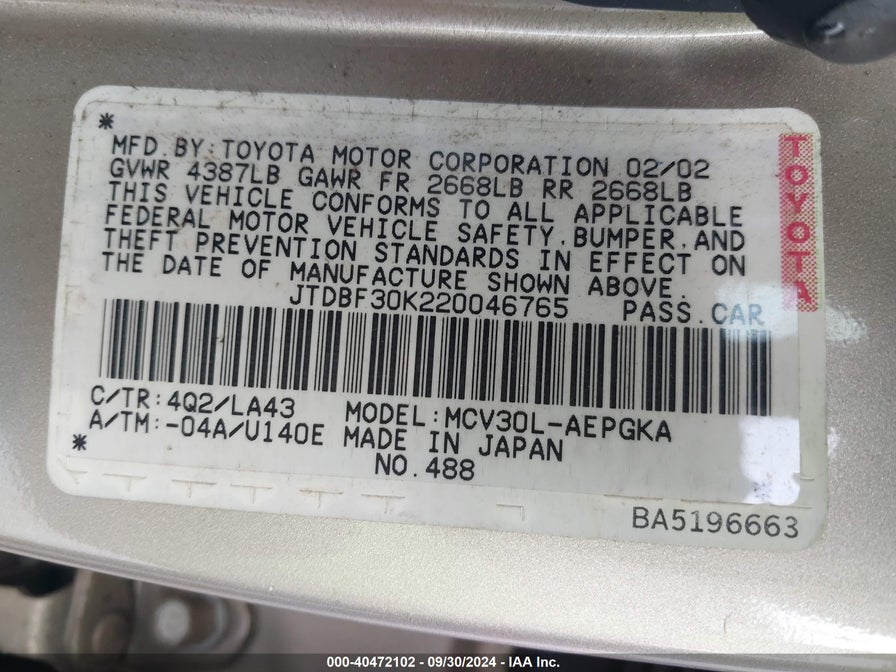 *
MFD.BY:TOYOTA MOTOR CORPORATION 02/02
GVWR 4387LB GAWR FR 2668LB RR 2668LB
THIS VEHICLE CONFORMS TO ALL APPLICABLE
FEDERAL MOTOR VEHICLE SAFETY,BUMPER,AND
THEFT PREVENTION STANDARDS IN EFFECT ON
THE DATE OF MANUFACTURE SHOWN ABOVE.
JTDBF30K220046765 PASS.CAR
TOYOTA
C/TR:4Q2/LA43 MODEL:MCV30L-AEPGKA
A/TM:-04A/U140E MADE IN JAPAN
*
NO.488
BA5196663
000-40472102 - 09/30/2024 - IAA Inc.